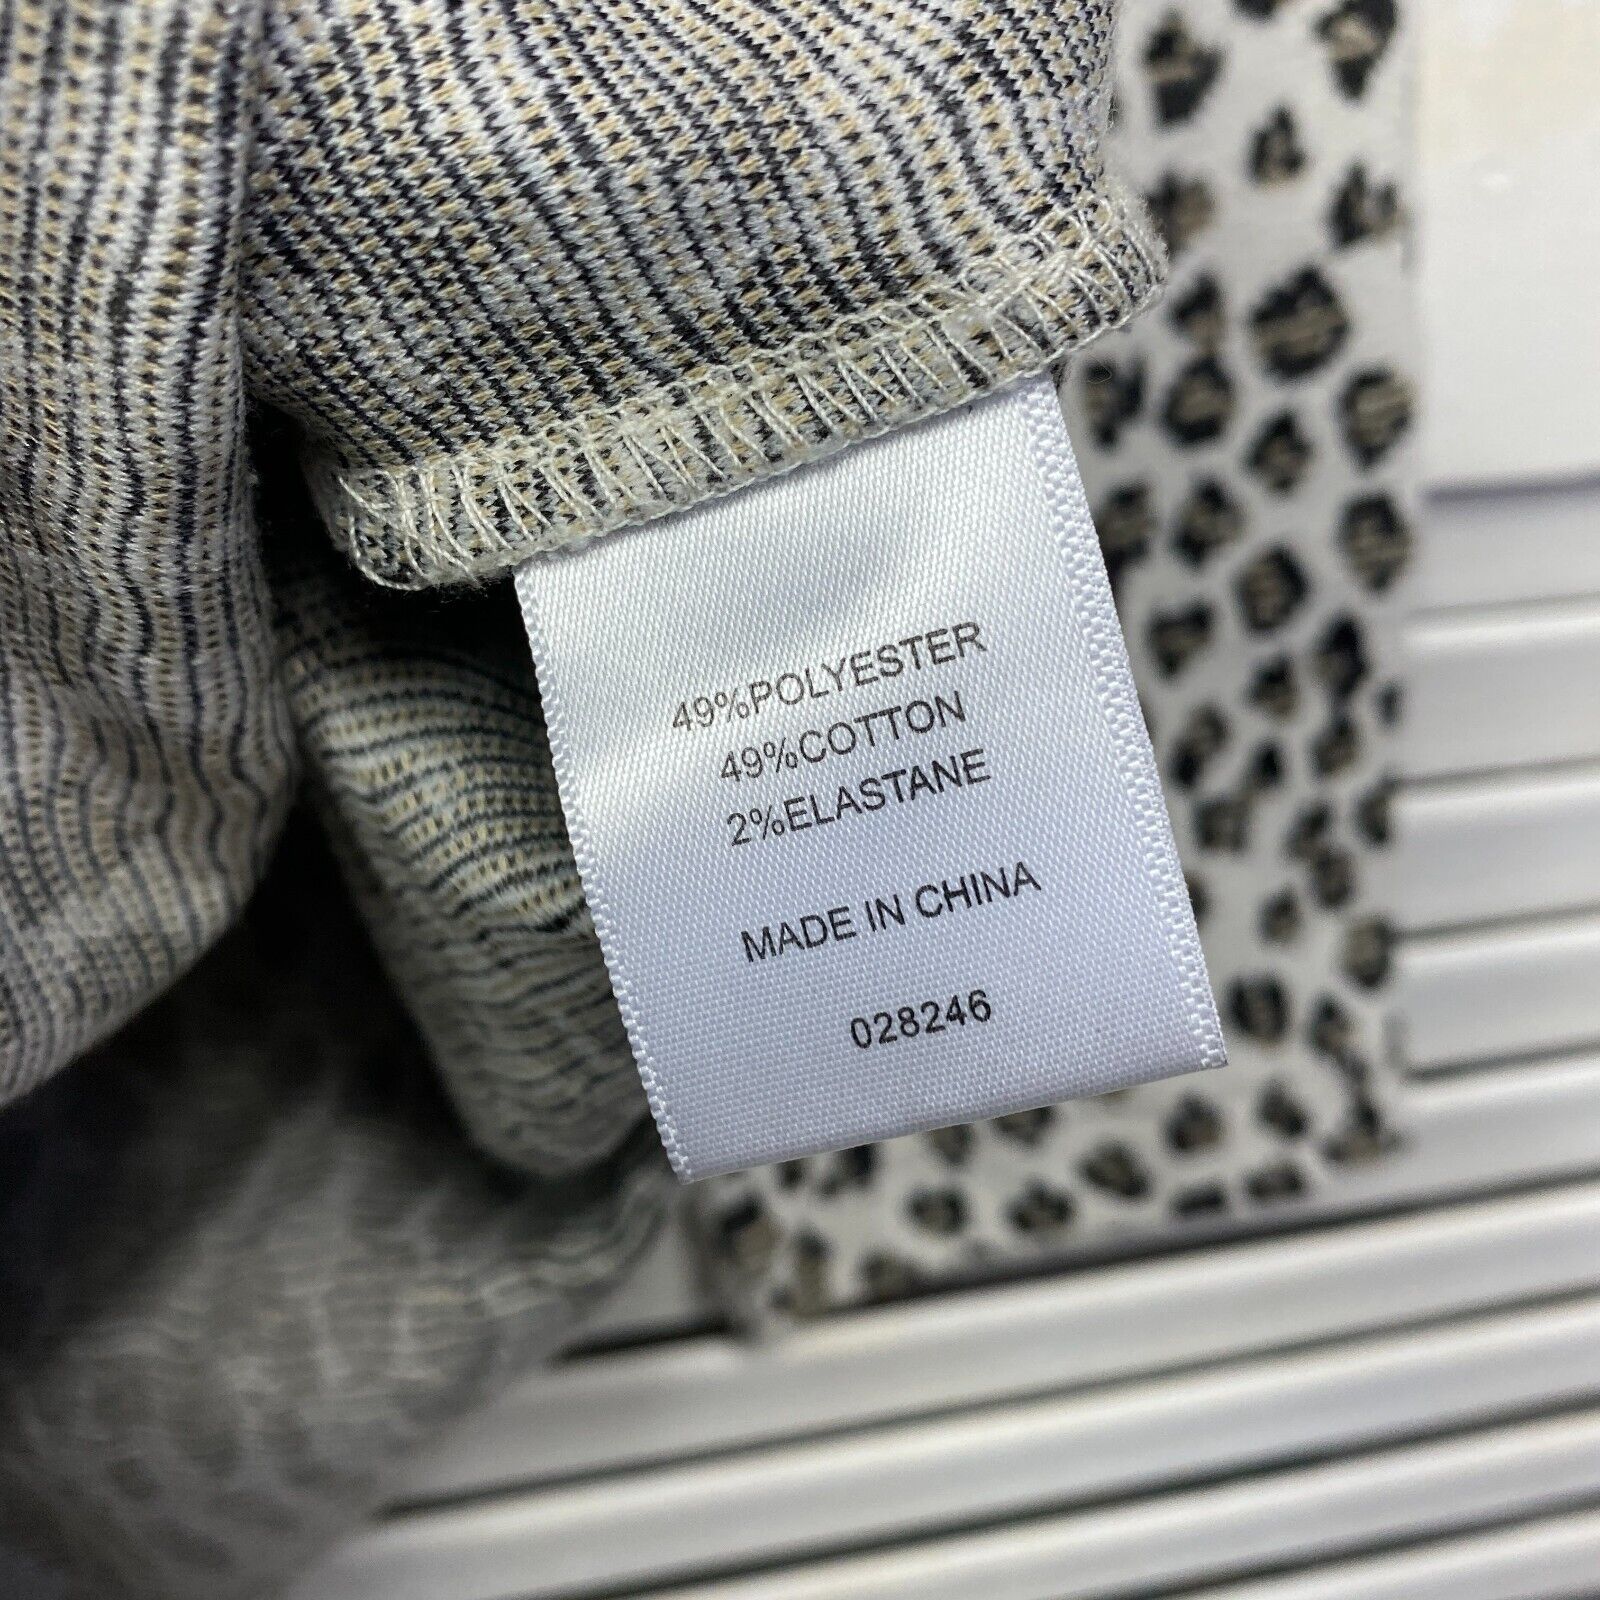 49%POLYESTER
49%COTTON
2%ELASTANE
MADE IN CHINA
028246